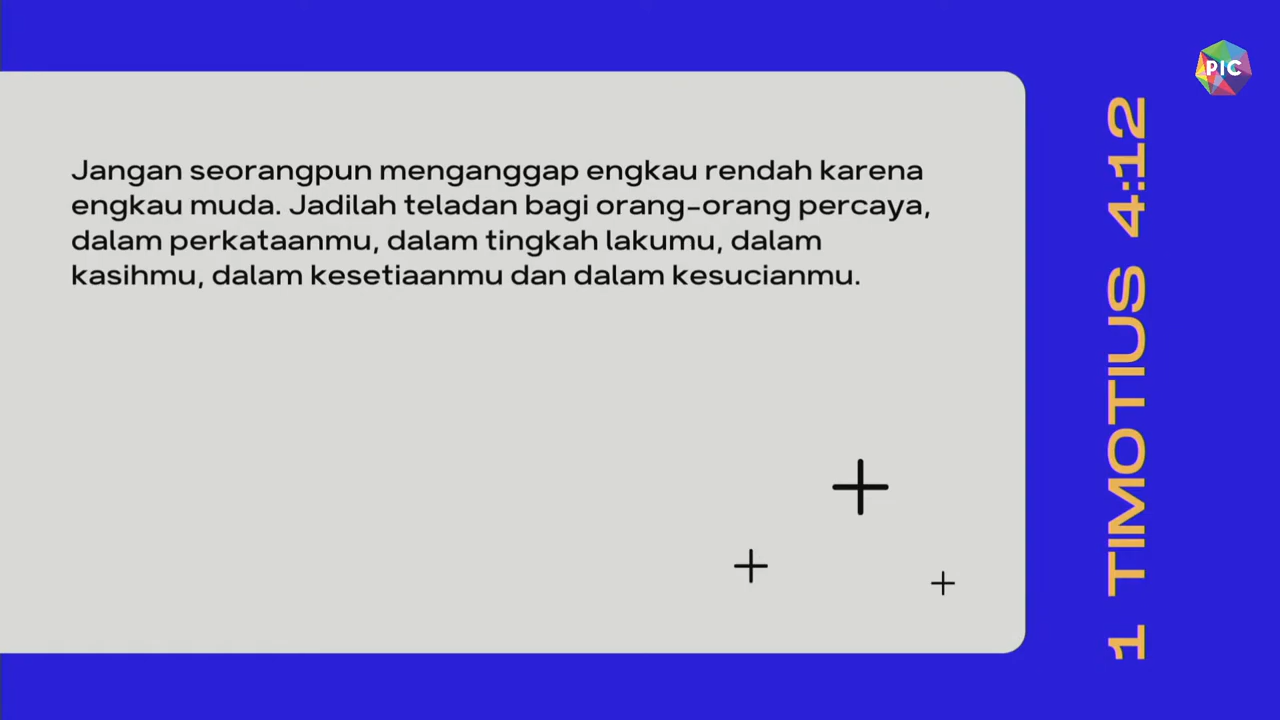 Jangan seorangpun menganggap engkau rendah karena
engkau muda. Jadilah teladan bagi orang-orang percaya,
dalam perkataanmu, dalam tingkah lakumu, dalam
kasihmu, dalam kesetiaanmu dan dalam kesucianmu.
1 TIMOTIUS 4:12
PIC